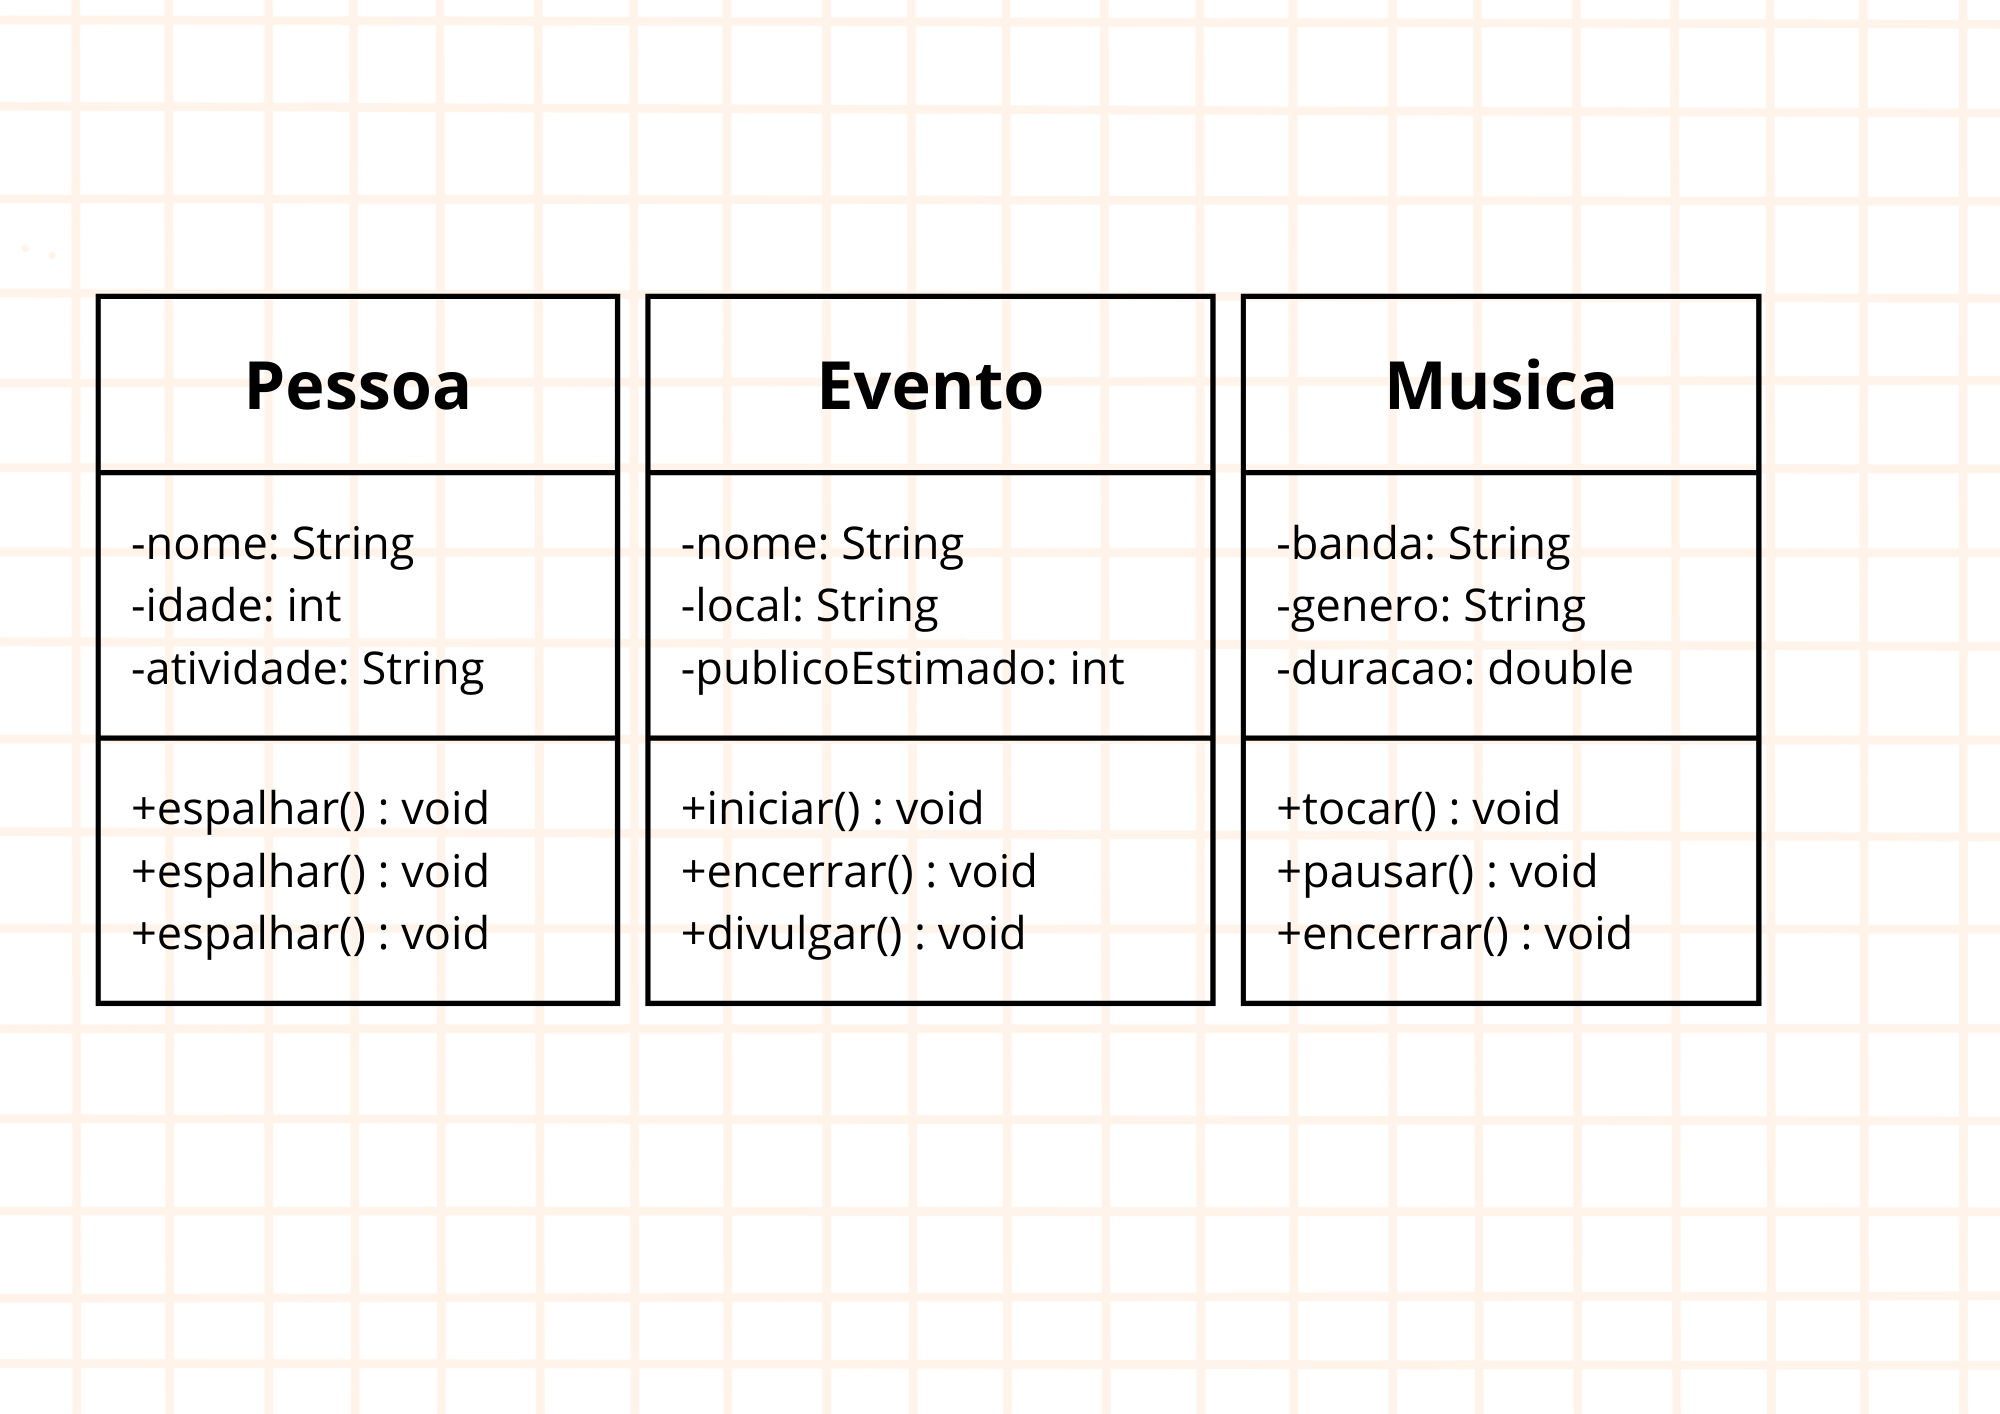 Pessoa
-nome: String
-idade: int
-atividade: String
+espalhar() : void
+espalhar() : void
+espalhar() : void
Evento
-nome: String
-local: String
-publicoEstimado: int
+iniciar() : void
+encerrar() : void
+divulgar() : void
Musica
-banda: String
-genero: String
-duracao: double
+tocar() : void
+pausar() : void
+encerrar() : void